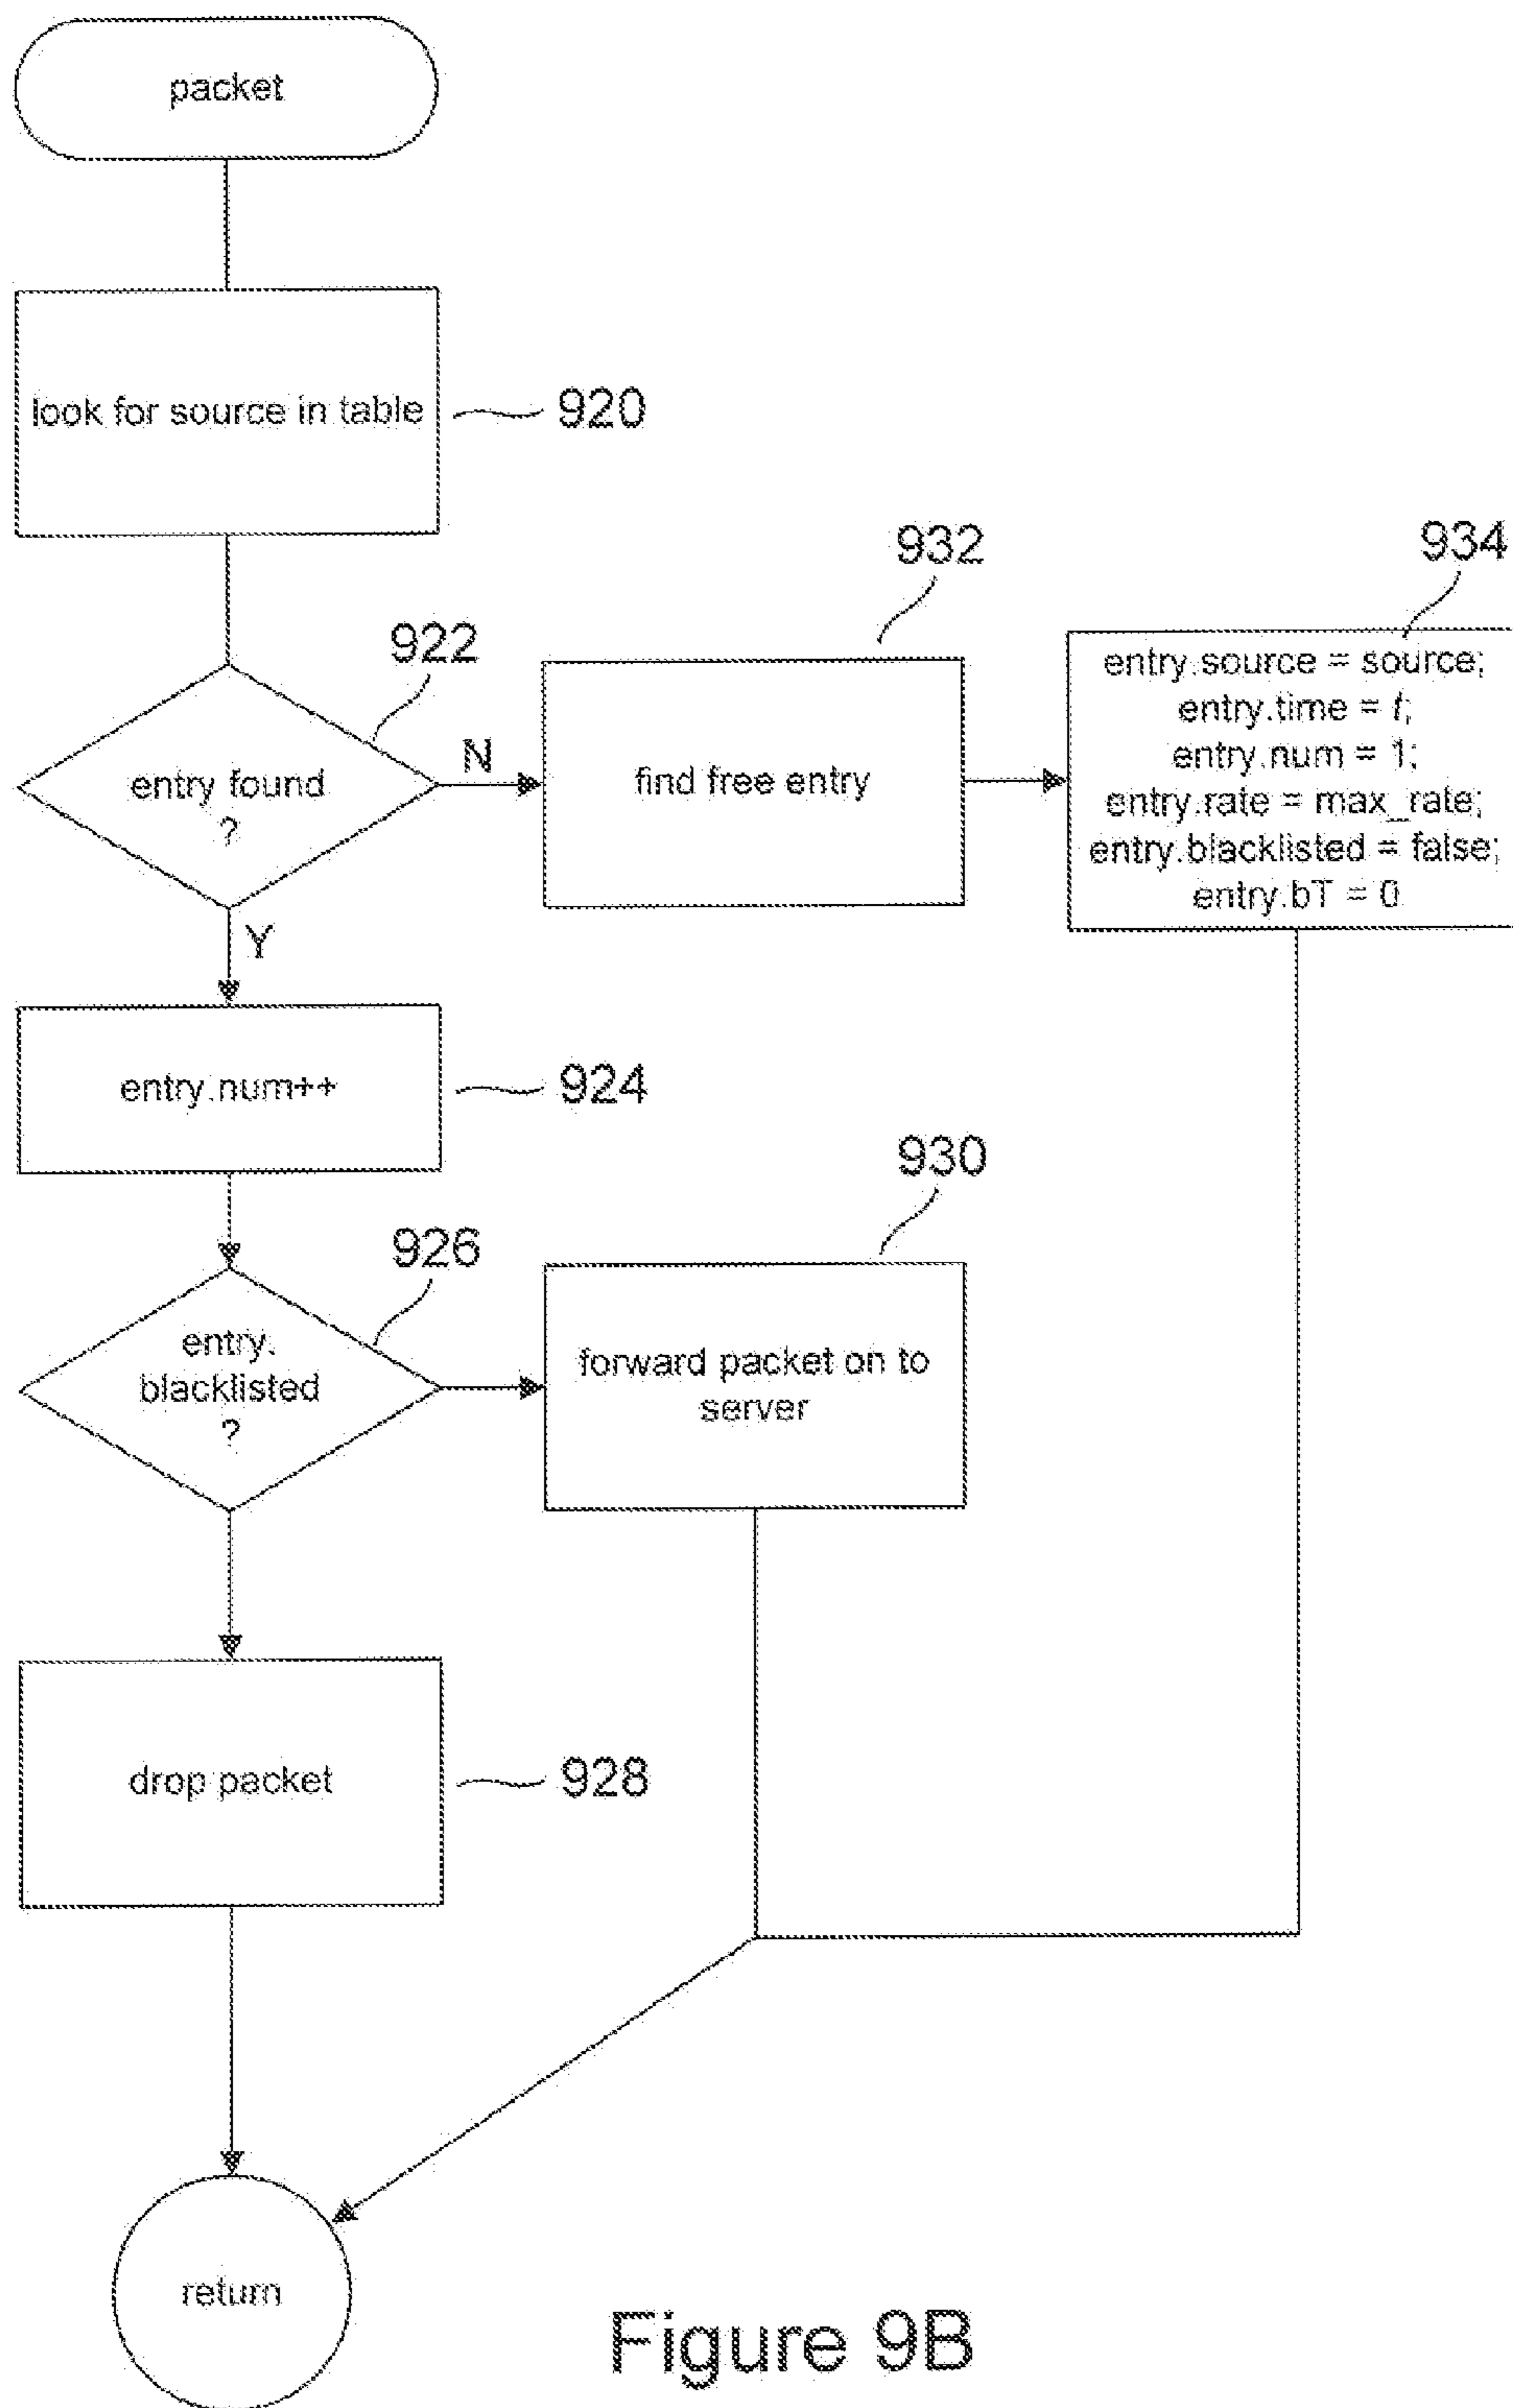 packet
look for source in table
920
922
entry found
?
N
Y
932
find free entry
934
entry.source = source;
entry.time = t;
entry.num = 1;
entry.rate = max_rate;
entry.blacklisted = false;
entry.bT = 0
entry.num++
924
926
entry.
blacklisted
?
930
forward packet on to
server
drop packet
928
return
Figure 9B